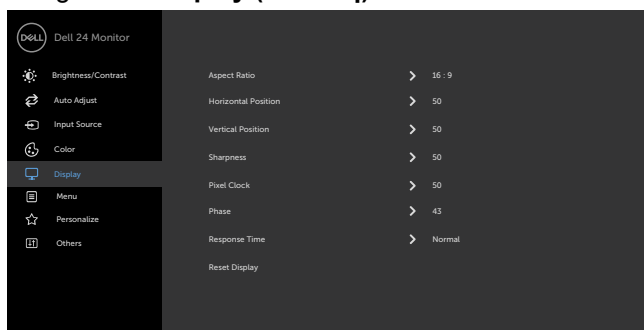 DELL
Dell 24 Monitor
Brightness/Contrast
Auto Adjust
Input Source
Color
Display
Menu
Personalize
Others
Aspect Ratio 16 : 9
Horizontal Position 50
Vertical Position 50
Sharpness 50
Pixel Clock 50
Phase 43
Response Time Normal
Reset Display